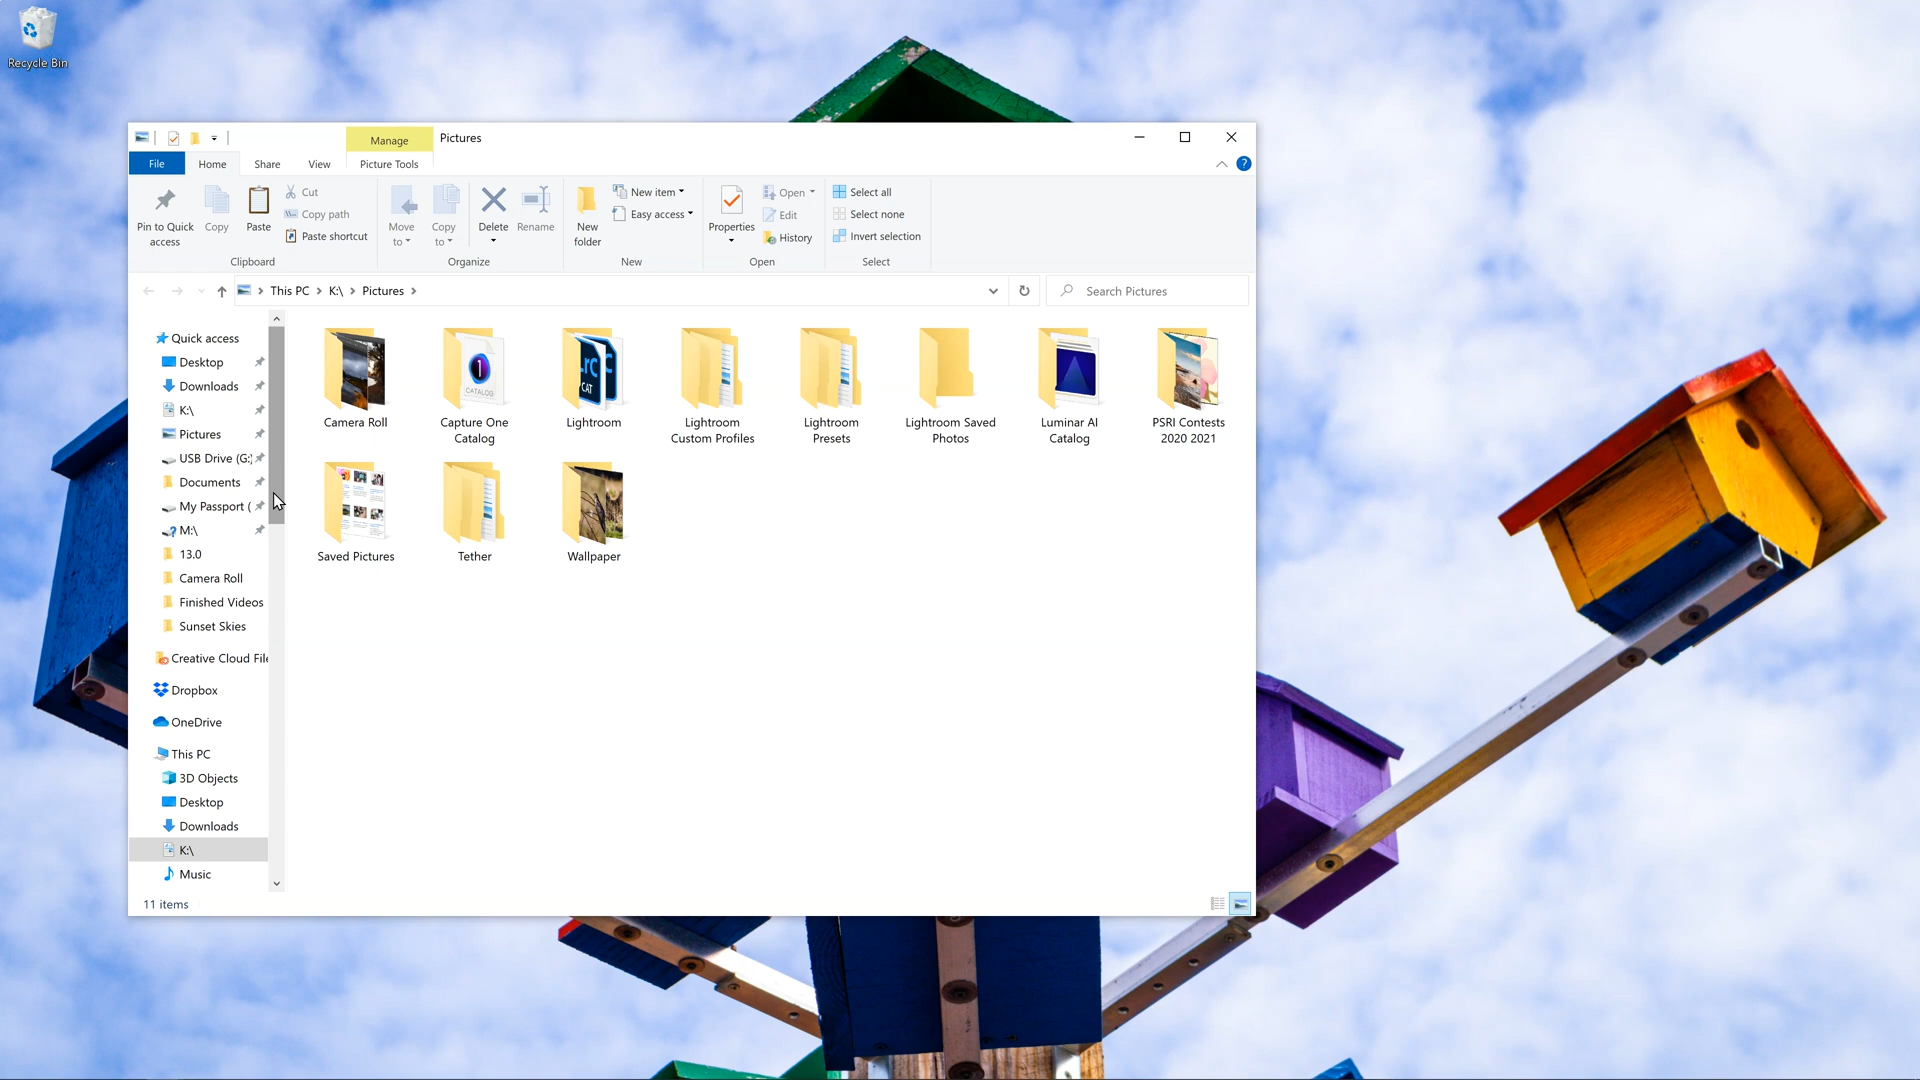 Recycle Bin
Manage
Pictures
File
Home
Share
View
Picture Tools
Pin to Quick access
Copy
Paste
Cut
Copy path
Paste shortcut
Clipboard
Move to
Copy to
Delete
Rename
Organize
New folder
New item
Easy access
New
Properties
Open
Edit
History
Open
Select all
Select none
Invert selection
Select
This PC
K:\
Pictures
Search Pictures
Quick access
Desktop
Downloads
K:\
Pictures
USB Drive (G:)
Documents
My Passport (
M:\
13.0
Camera Roll
Finished Videos
Sunset Skies
Creative Cloud File
Dropbox
OneDrive
This PC
3D Objects
Desktop
Downloads
K:\
Music
Camera Roll
1
CATALOG
Capture One
Catalog
rc
CAT
Lightroom
Lightroom
Custom Profiles
Lightroom
Presets
Lightroom Saved
Photos
Luminar AI
Catalog
PSRI Contests
2020 2021
Saved Pictures
Tether
Wallpaper
11 items